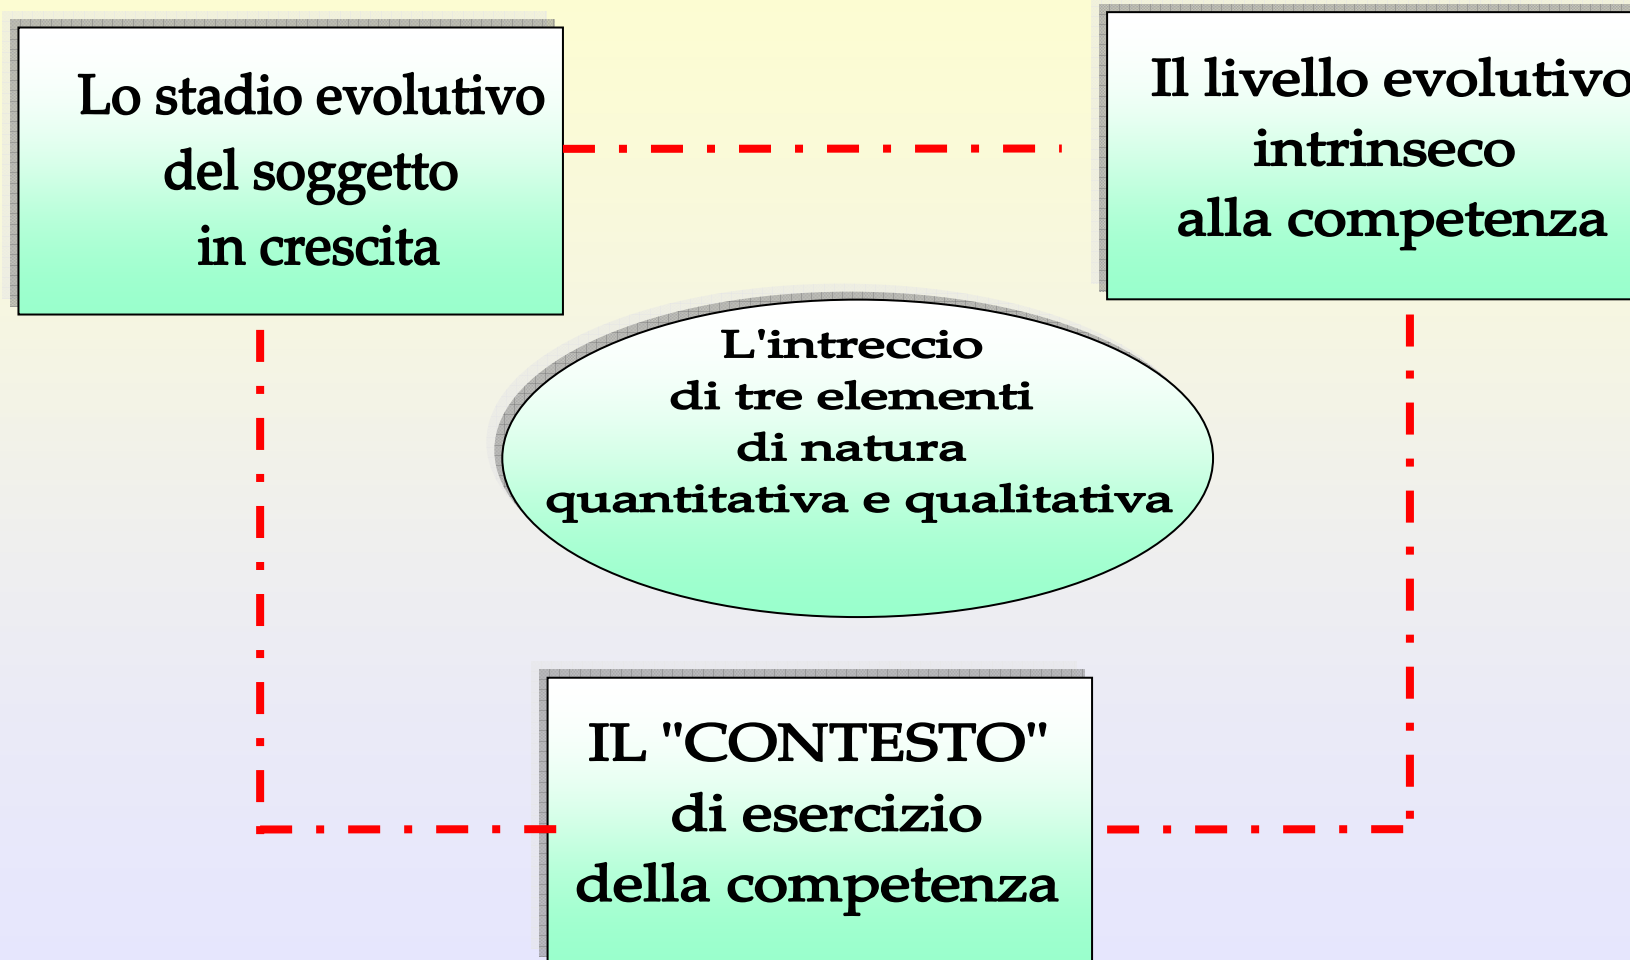 Lo stadio evolutivo
del soggetto
in crescita
Il livello evolutivo
intrinseco
alla competenza
L'intreccio
di tre elementi
di natura
quantitativa e qualitativa
IL "CONTESTO"
di esercizio
della competenza